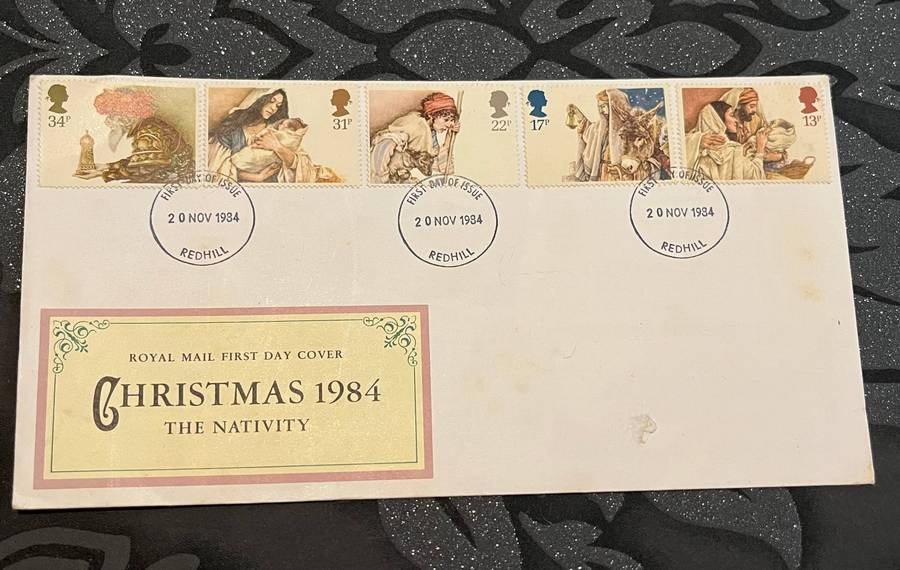 34P
31P
22P
17P
13P
FIRST DAY OF ISSUE
20 NOV 1984
REDHILL
FIRST DAY OF ISSUE
20 NOV 1984
REDHILL
FIRST DAY OF ISSUE
20 NOV 1984
REDHILL
ROYAL MAIL FIRST DAY COVER
CHRISTMAS 1984
THE NATIVITY